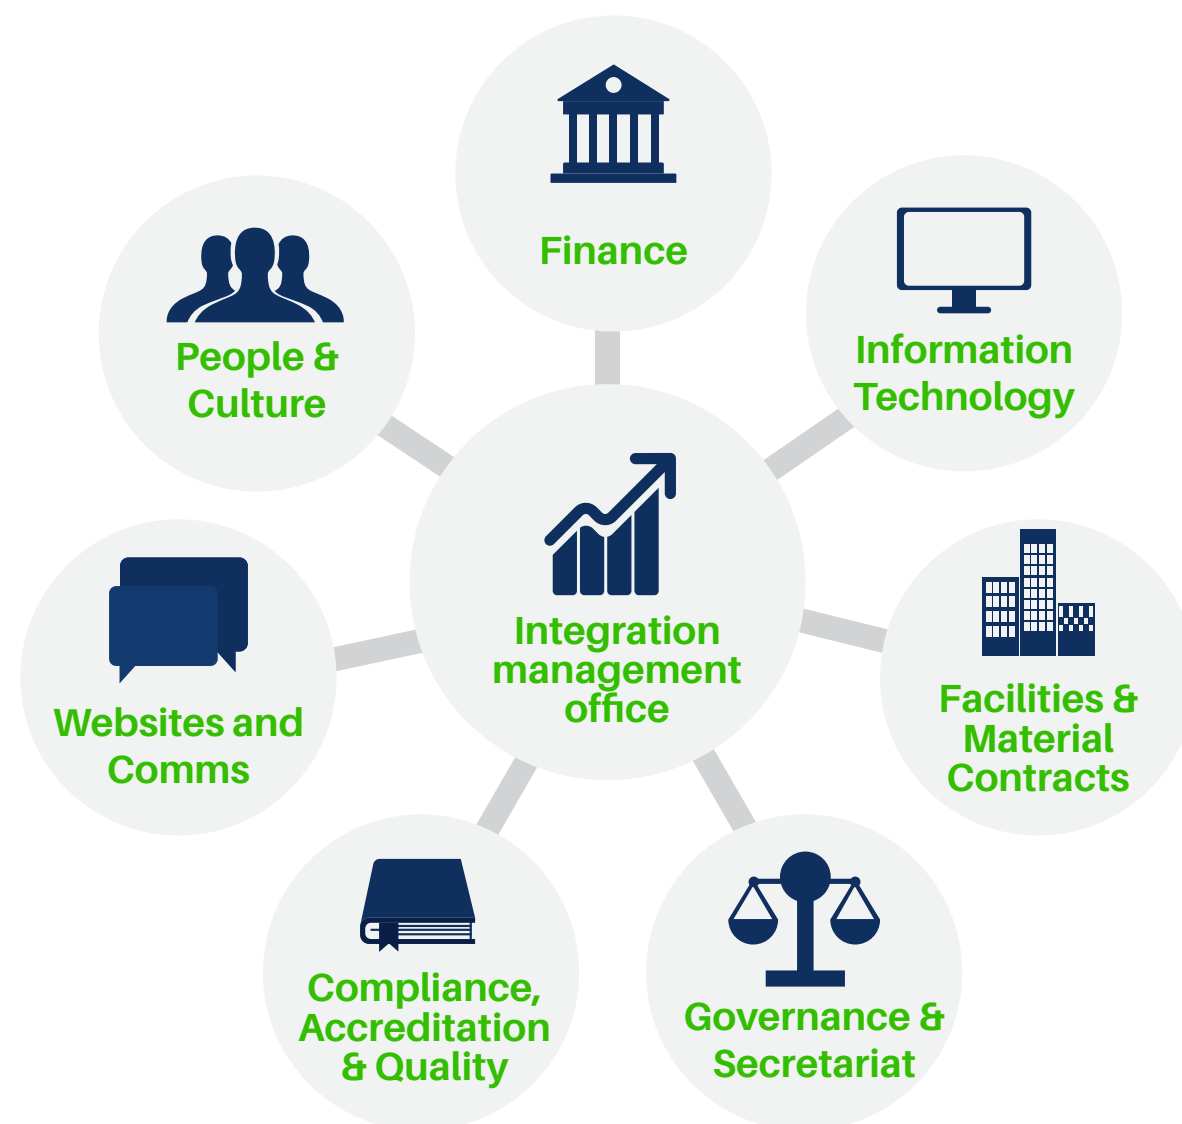 Finance
Information
Technology
People &
Culture
Integration
management
office
Facilities &
Material
Contracts
Websites and
Comms
Compliance,
Accreditation
& Quality
Governance &
Secretariat